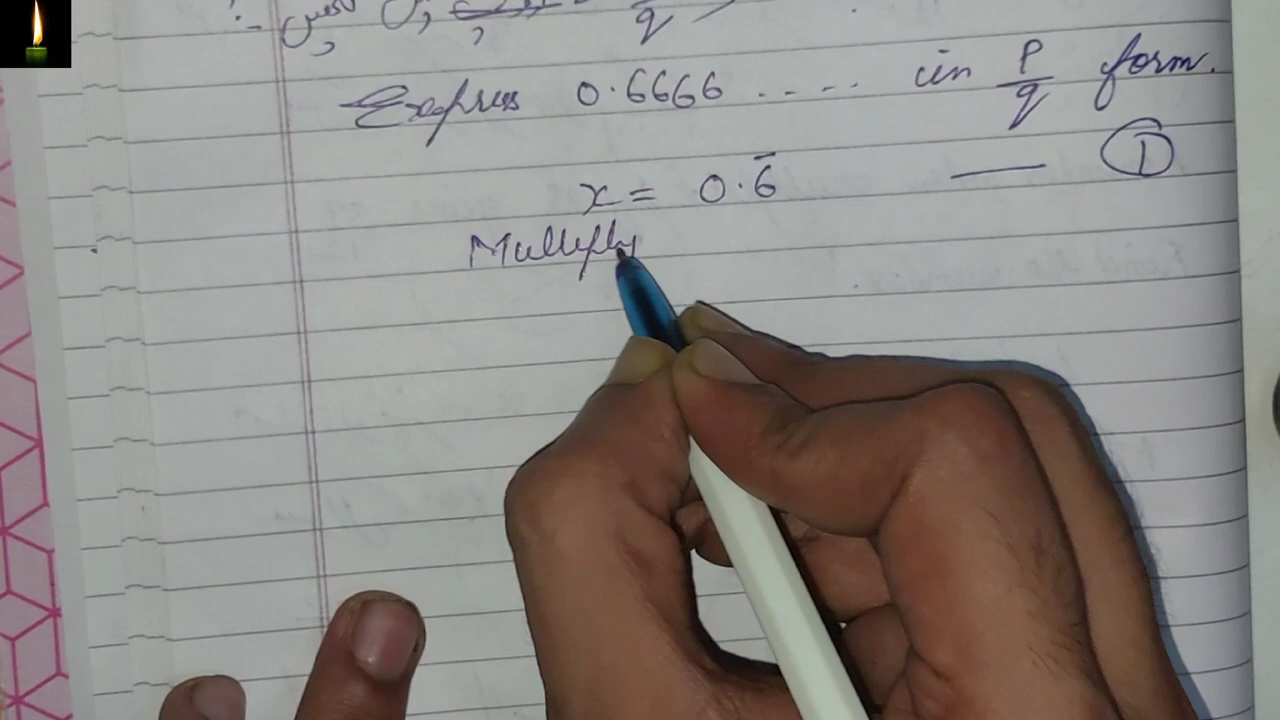 p/q
Express 0.6666 .... in p/q form.
x = 0.6̅ — ①
Multiply